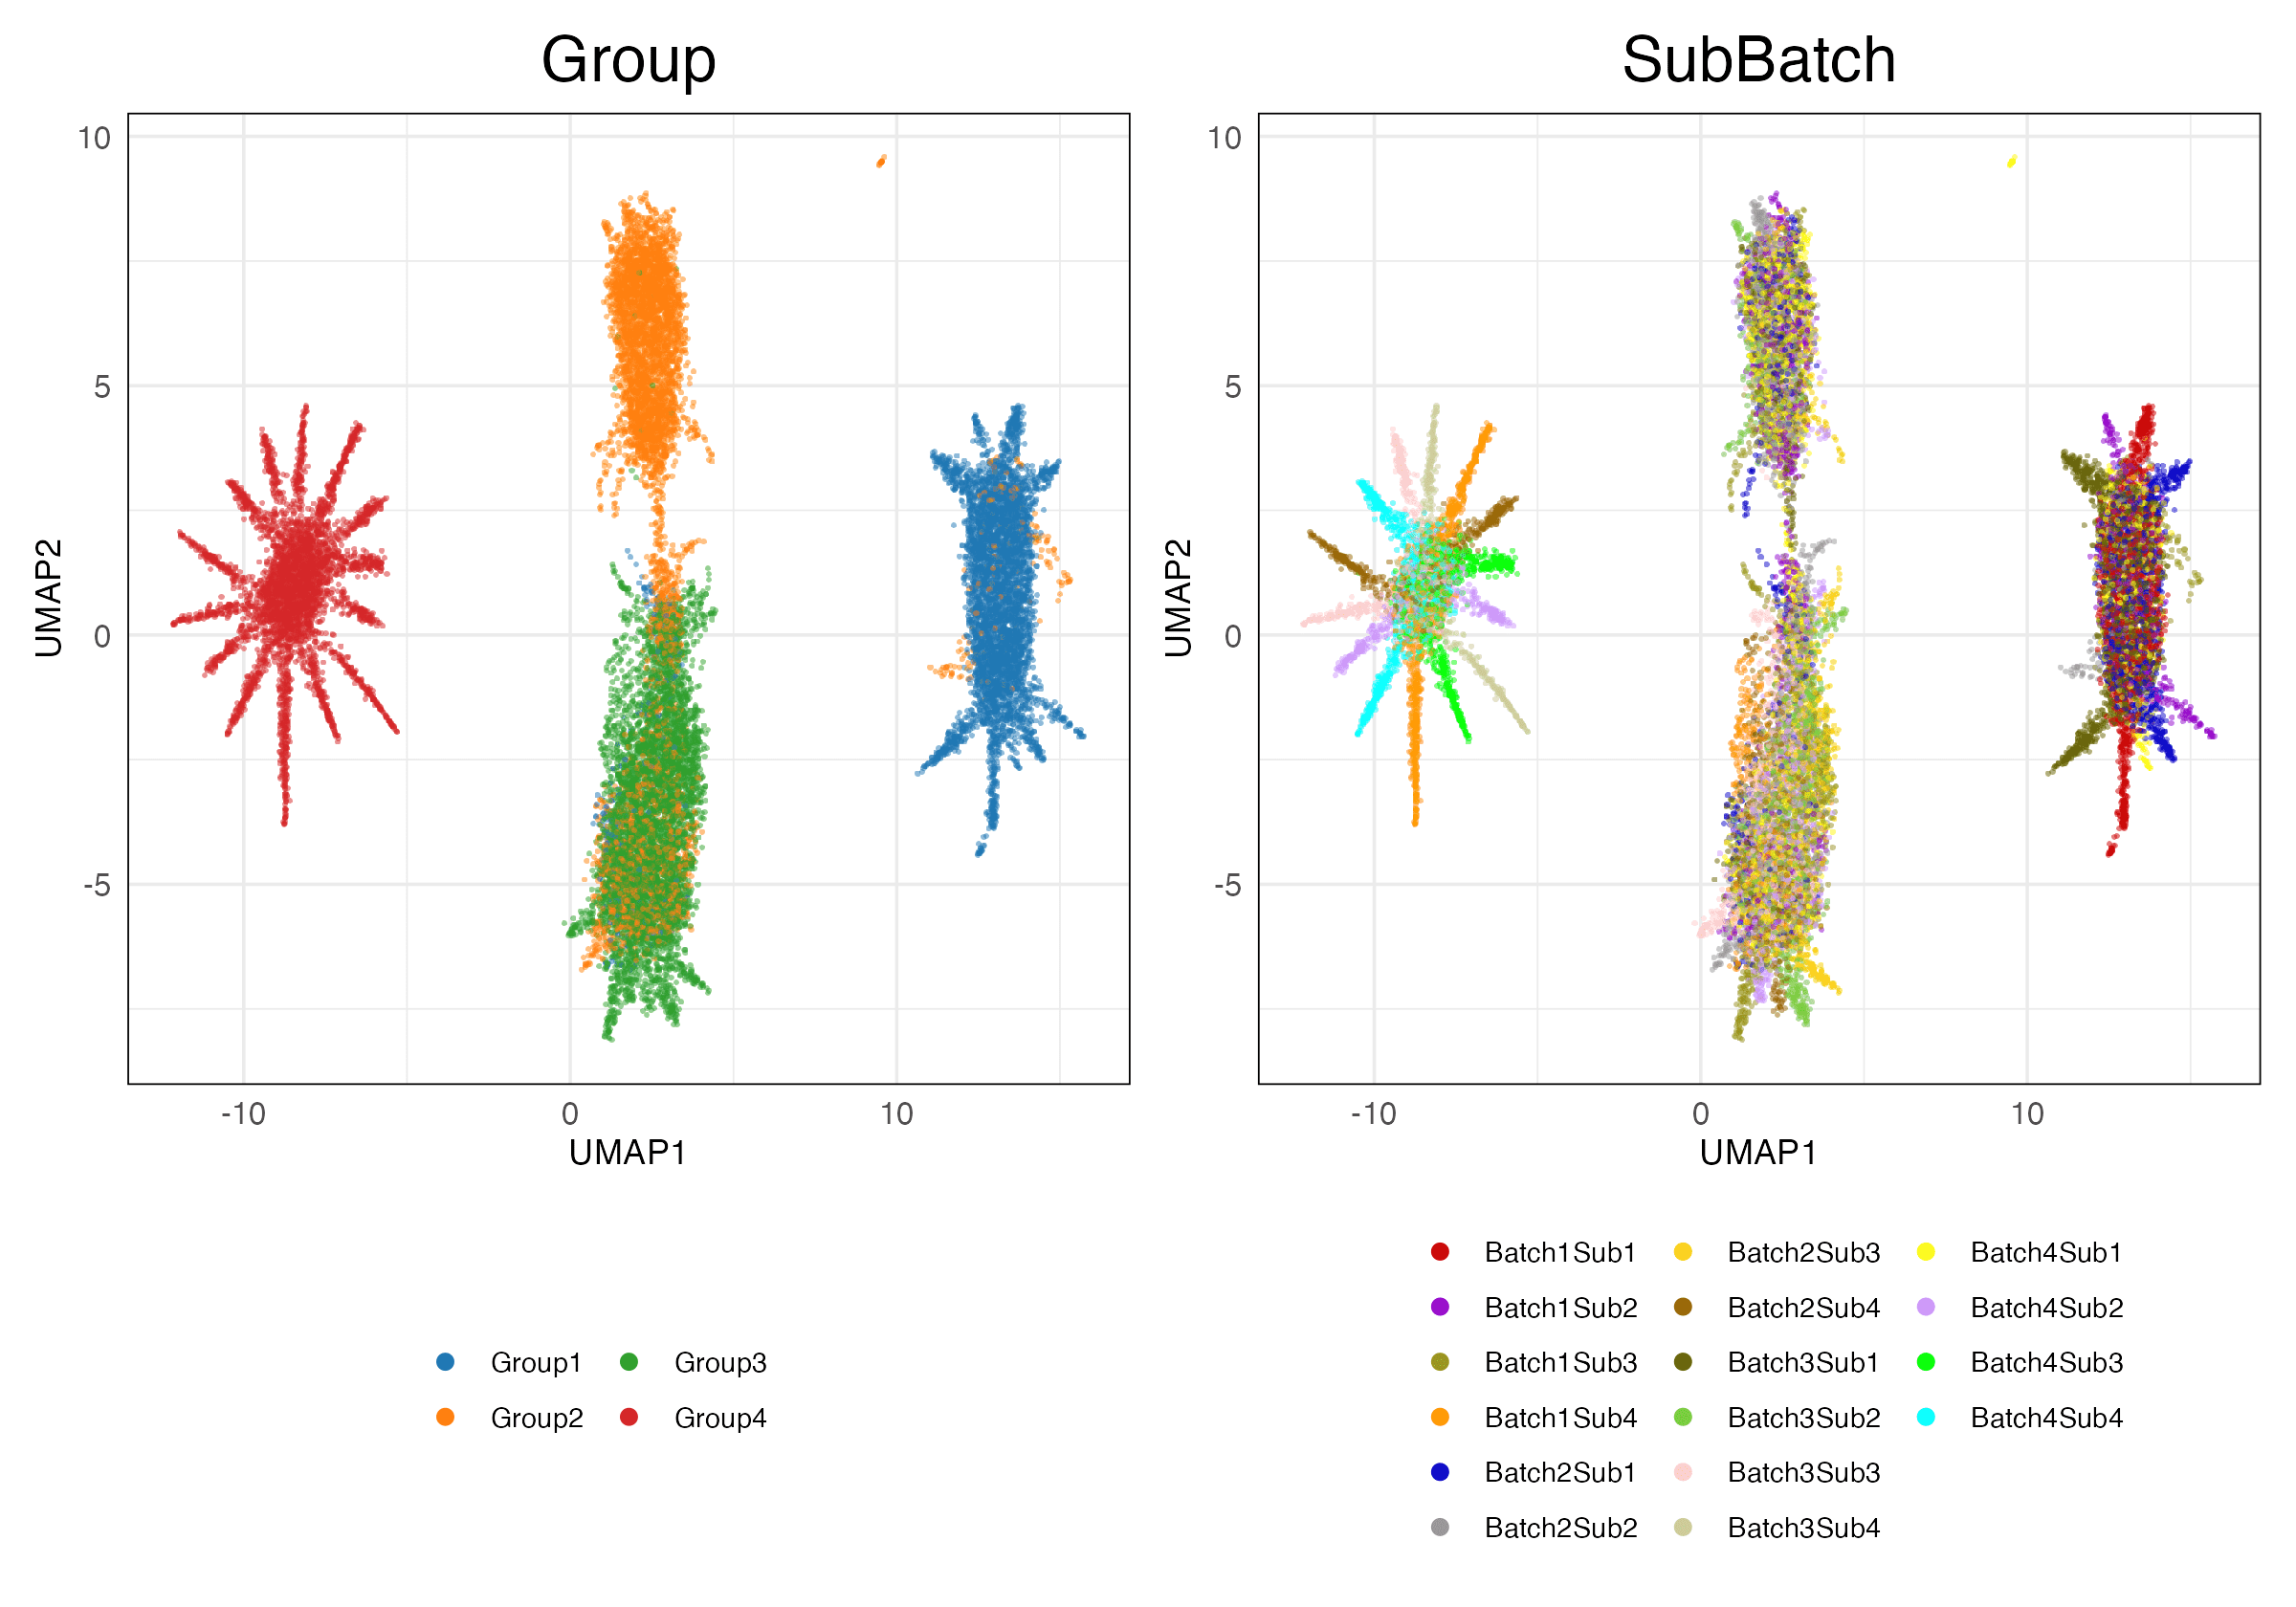 Group
SubBatch
10
5
0
-5
UMAP2
-10
0
10
UMAP1
10
5
0
-5
UMAP2
-10
0
10
UMAP1
Group1
Group3
Group2
Group4
Batch1Sub1
Batch2Sub3
Batch4Sub1
Batch1Sub2
Batch2Sub4
Batch4Sub2
Batch1Sub3
Batch3Sub1
Batch4Sub3
Batch1Sub4
Batch3Sub2
Batch4Sub4
Batch2Sub1
Batch3Sub3
Batch2Sub2
Batch3Sub4